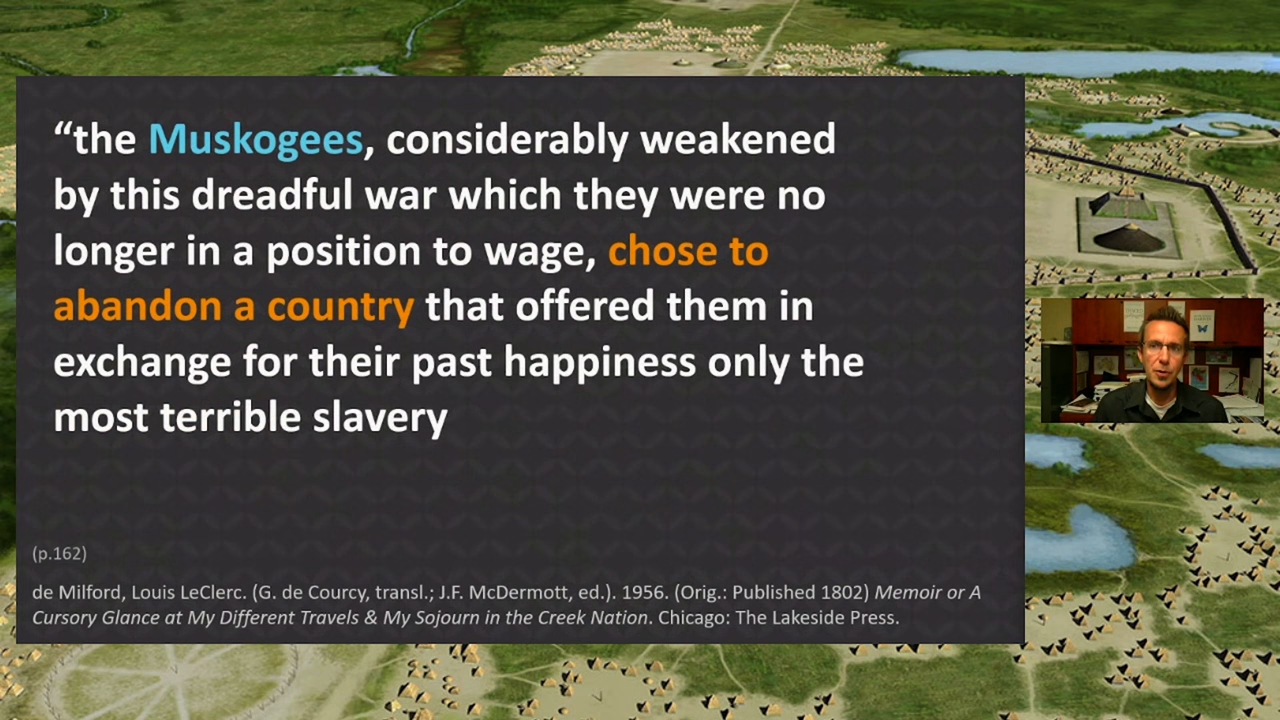 “the Muskogees, considerably weakened
by this dreadful war which they were no
longer in a position to wage, chose to
abandon a country that offered them in
exchange for their past happiness only the
most terrible slavery
(p.162)
de Milford, Louis LeClerc. (G. de Courcy, transl.; J.F. McDermott, ed.). 1956. (Orig.: Published 1802) Memoir or A
Cursory Glance at My Different Travels & My Sojourn in the Creek Nation. Chicago: The Lakeside Press.